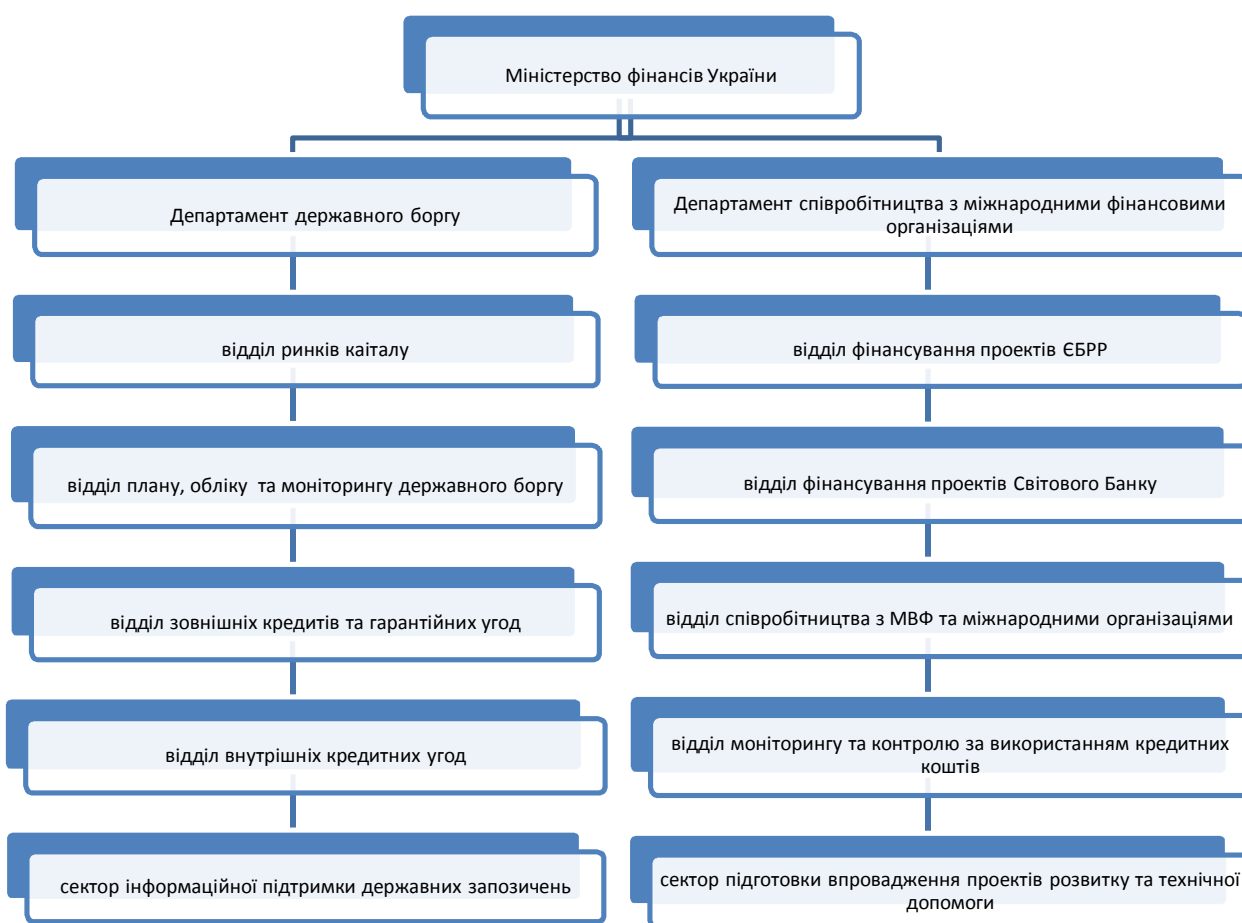 Міністерство фінансів України
Департамент державного боргу
Департамент співробітництва з міжнародними фінансовими
організаціями
відділ ринків каіталу
відділ фінансування проектів ЄБРР
відділ плану, обліку та моніторингу державного боргу
відділ фінансування проектів Світового Банку
відділ зовнішніх кредитів та гарантійних угод
відділ співробітництва з МВФ та міжнародними організаціями
відділ внутрішніх кредитних угод
відділ моніторингу та контролю за використанням кредитних
коштів
сектор інформаційної підтримки державних запозичень
сектор підготовки впровадження проектів розвитку та технічної
допомоги